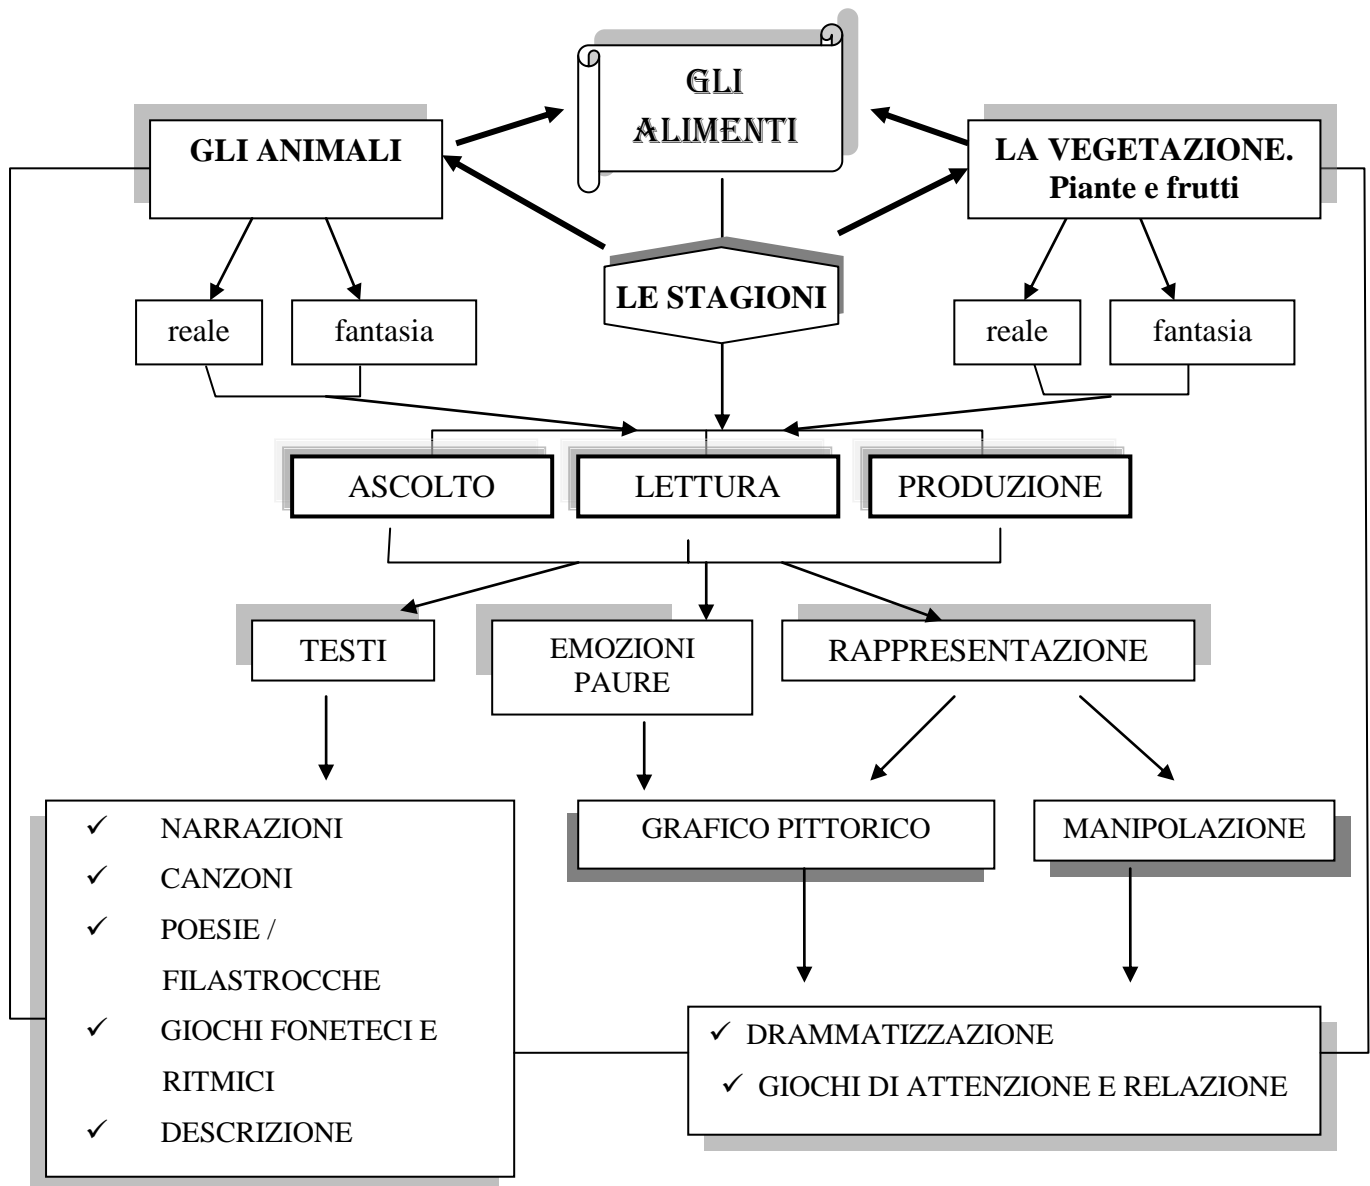 GLI
ALIMENTI
GLI ANIMALI
LA VEGETAZIONE.
Piante e frutti
LE STAGIONI
reale
fantasia
reale
fantasia
ASCOLTO
LETTURA
PRODUZIONE
TESTI
EMOZIONI
PAURE
RAPPRESENTAZIONE
✓ NARRAZIONI
✓ CANZONI
✓ POESIE /
FILASTROCCHE
✓ GIOCHI FONETECI E
RITMICI
✓ DESCRIZIONE
GRAFICO PITTORICO
MANIPOLAZIONE
✓ DRAMMATIZZAZIONE
✓ GIOCHI DI ATTENZIONE E RELAZIONE